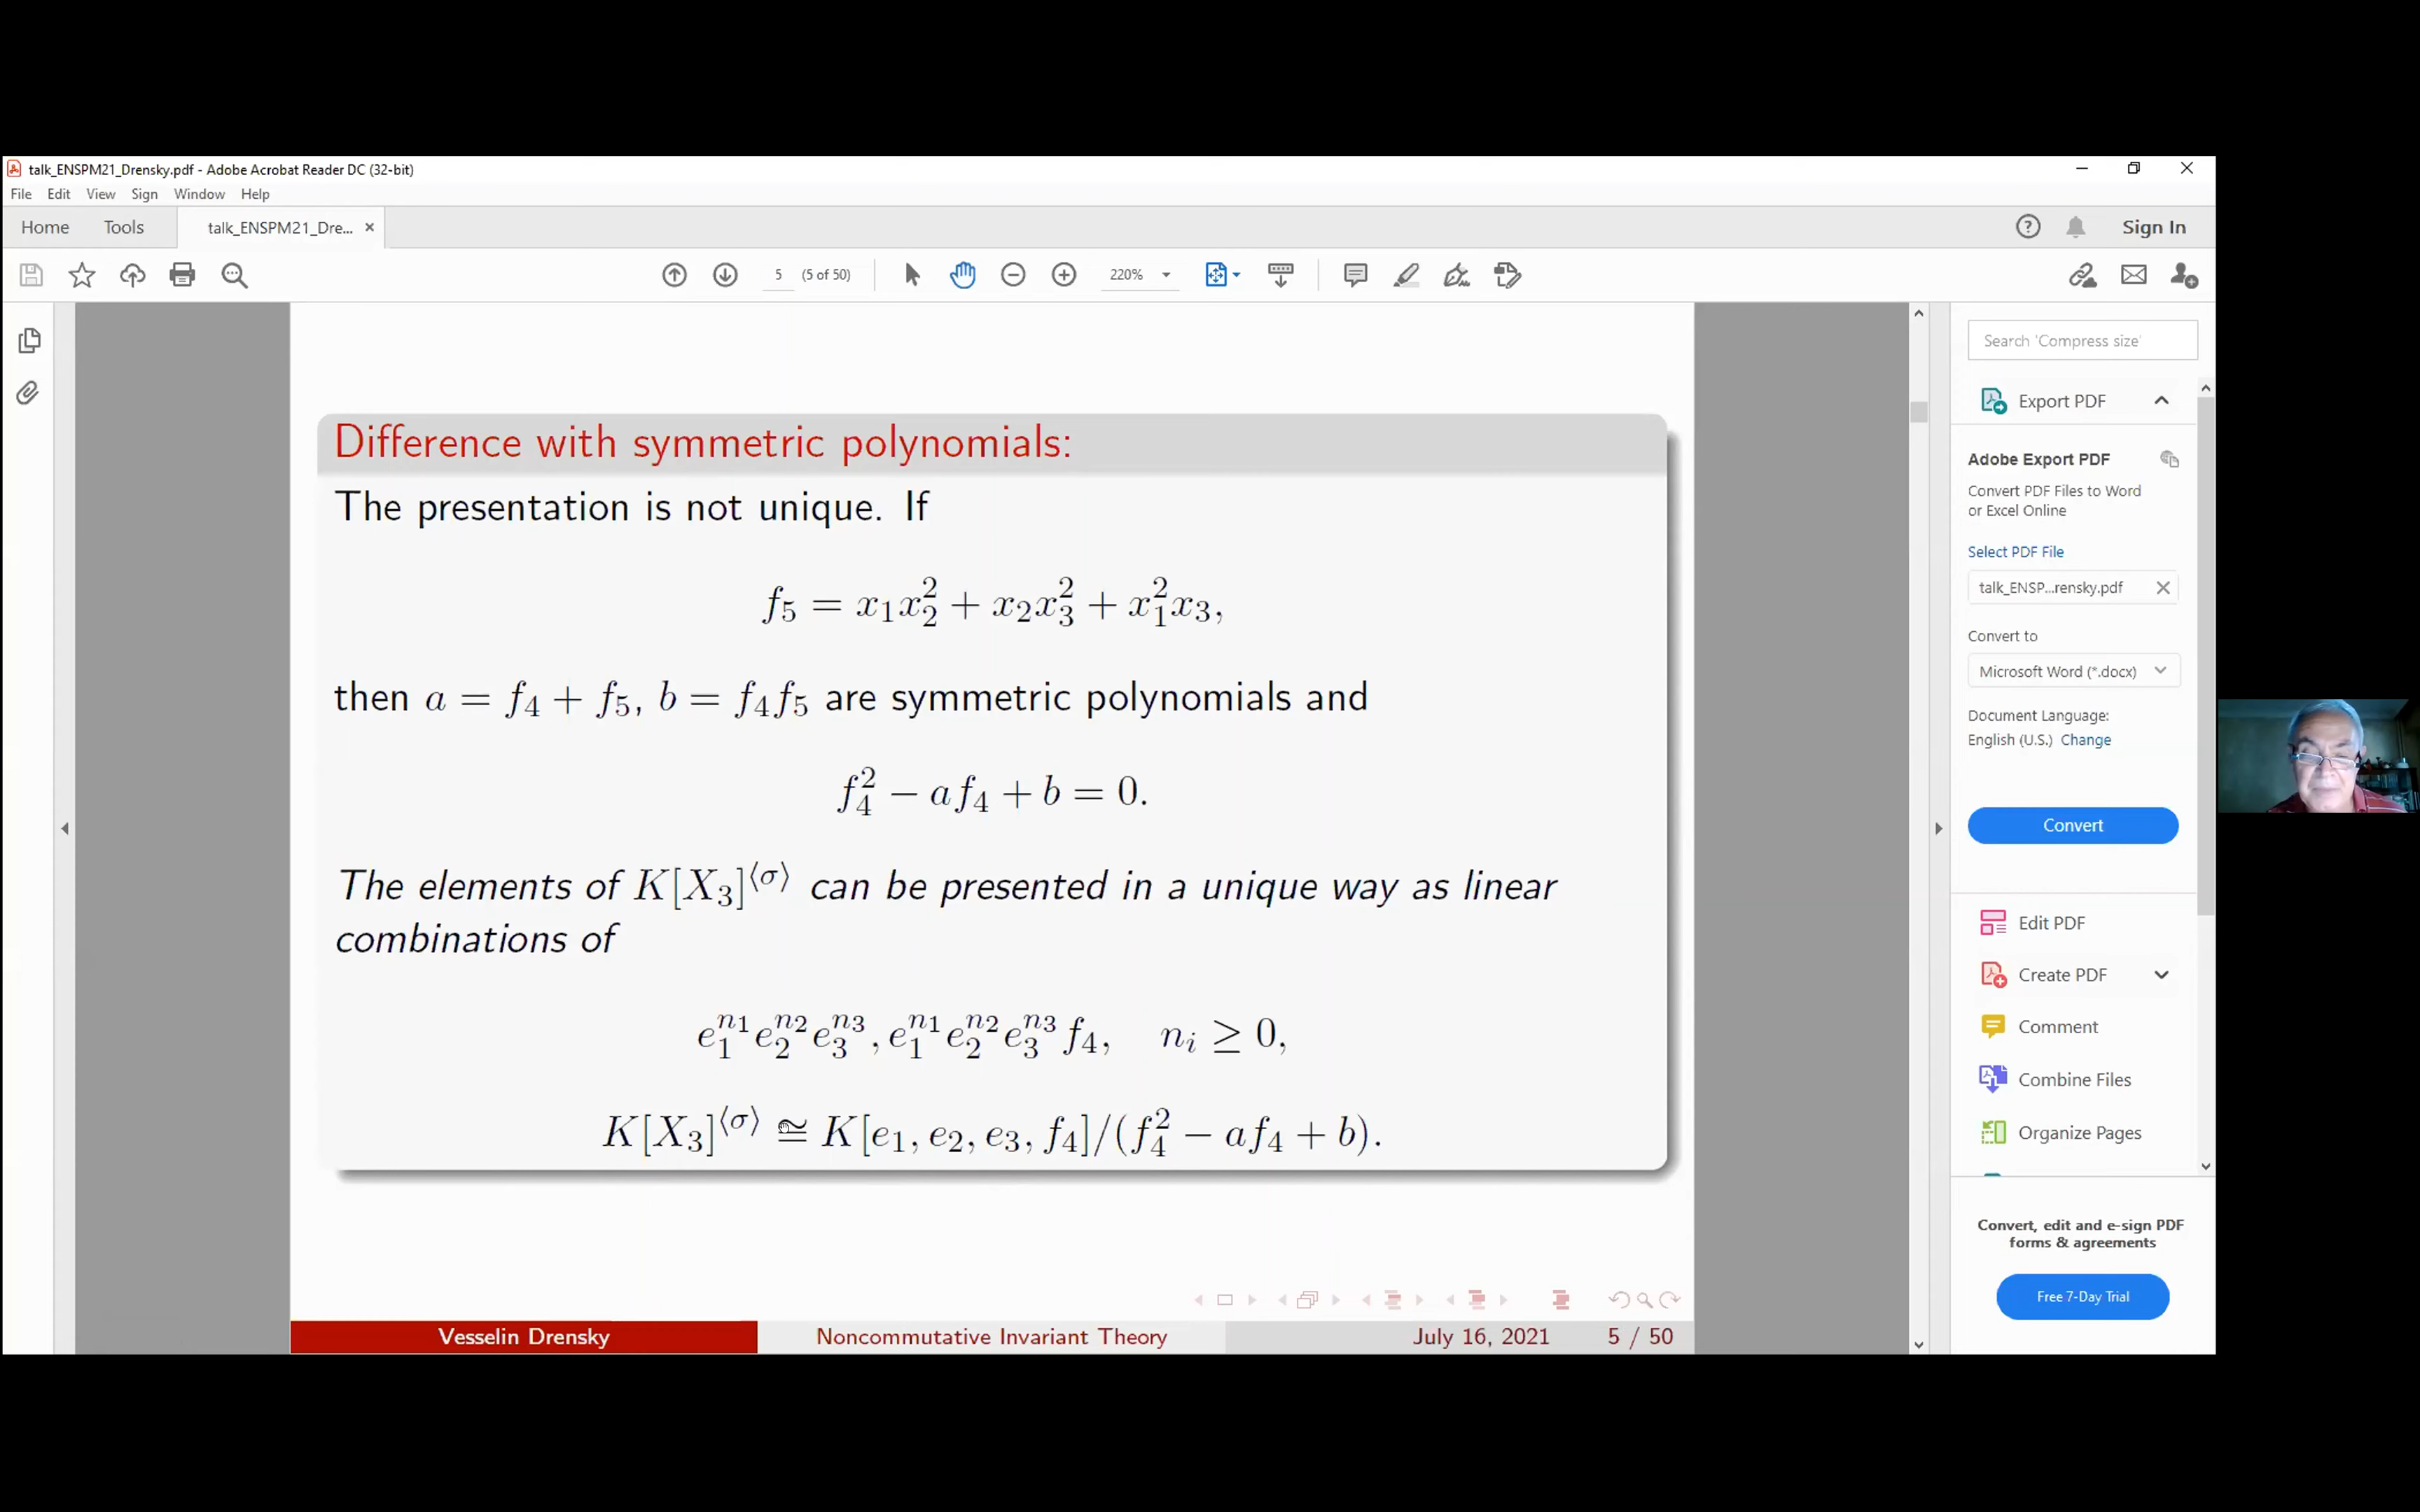 talk_ENSPM21_Drensky.pdf - Adobe Acrobat Reader DC (32-bit)
File Edit View Sign Window Help
Home Tools talk_ENSPM21_Dre... ×
Sign In
5 (5 of 50) 220%
Search 'Compress size'
Export PDF
Adobe Export PDF
Convert PDF Files to Word
or Excel Online
Select PDF File
talk_ENSP...rensky.pdf
Convert to
Microsoft Word (*.docx)
Document Language:
English (U.S.) Change
Convert
Edit PDF
Create PDF
Comment
Combine Files
Organize Pages
Convert, edit and e-sign PDF
forms & agreements
Free 7-Day Trial
Difference with symmetric polynomials:
The presentation is not unique. If
f_5 = x_1x_2^2 + x_2x_3^2 + x_1^2x_3,
then a = f_4 + f_5, b = f_4f_5 are symmetric polynomials and
f_4^2 − af_4 + b = 0.
The elements of K[X_3]^{⟨σ⟩} can be presented in a unique way as linear
combinations of
e_1^{n_1}e_2^{n_2}e_3^{n_3}, e_1^{n_1}e_2^{n_2}e_3^{n_3}f_4, n_i ≥ 0,
K[X_3]^{⟨σ⟩} ≅ K[e_1, e_2, e_3, f_4]/(f_4^2 − af_4 + b).
Vesselin Drensky Noncommutative Invariant Theory July 16, 2021 5 / 50